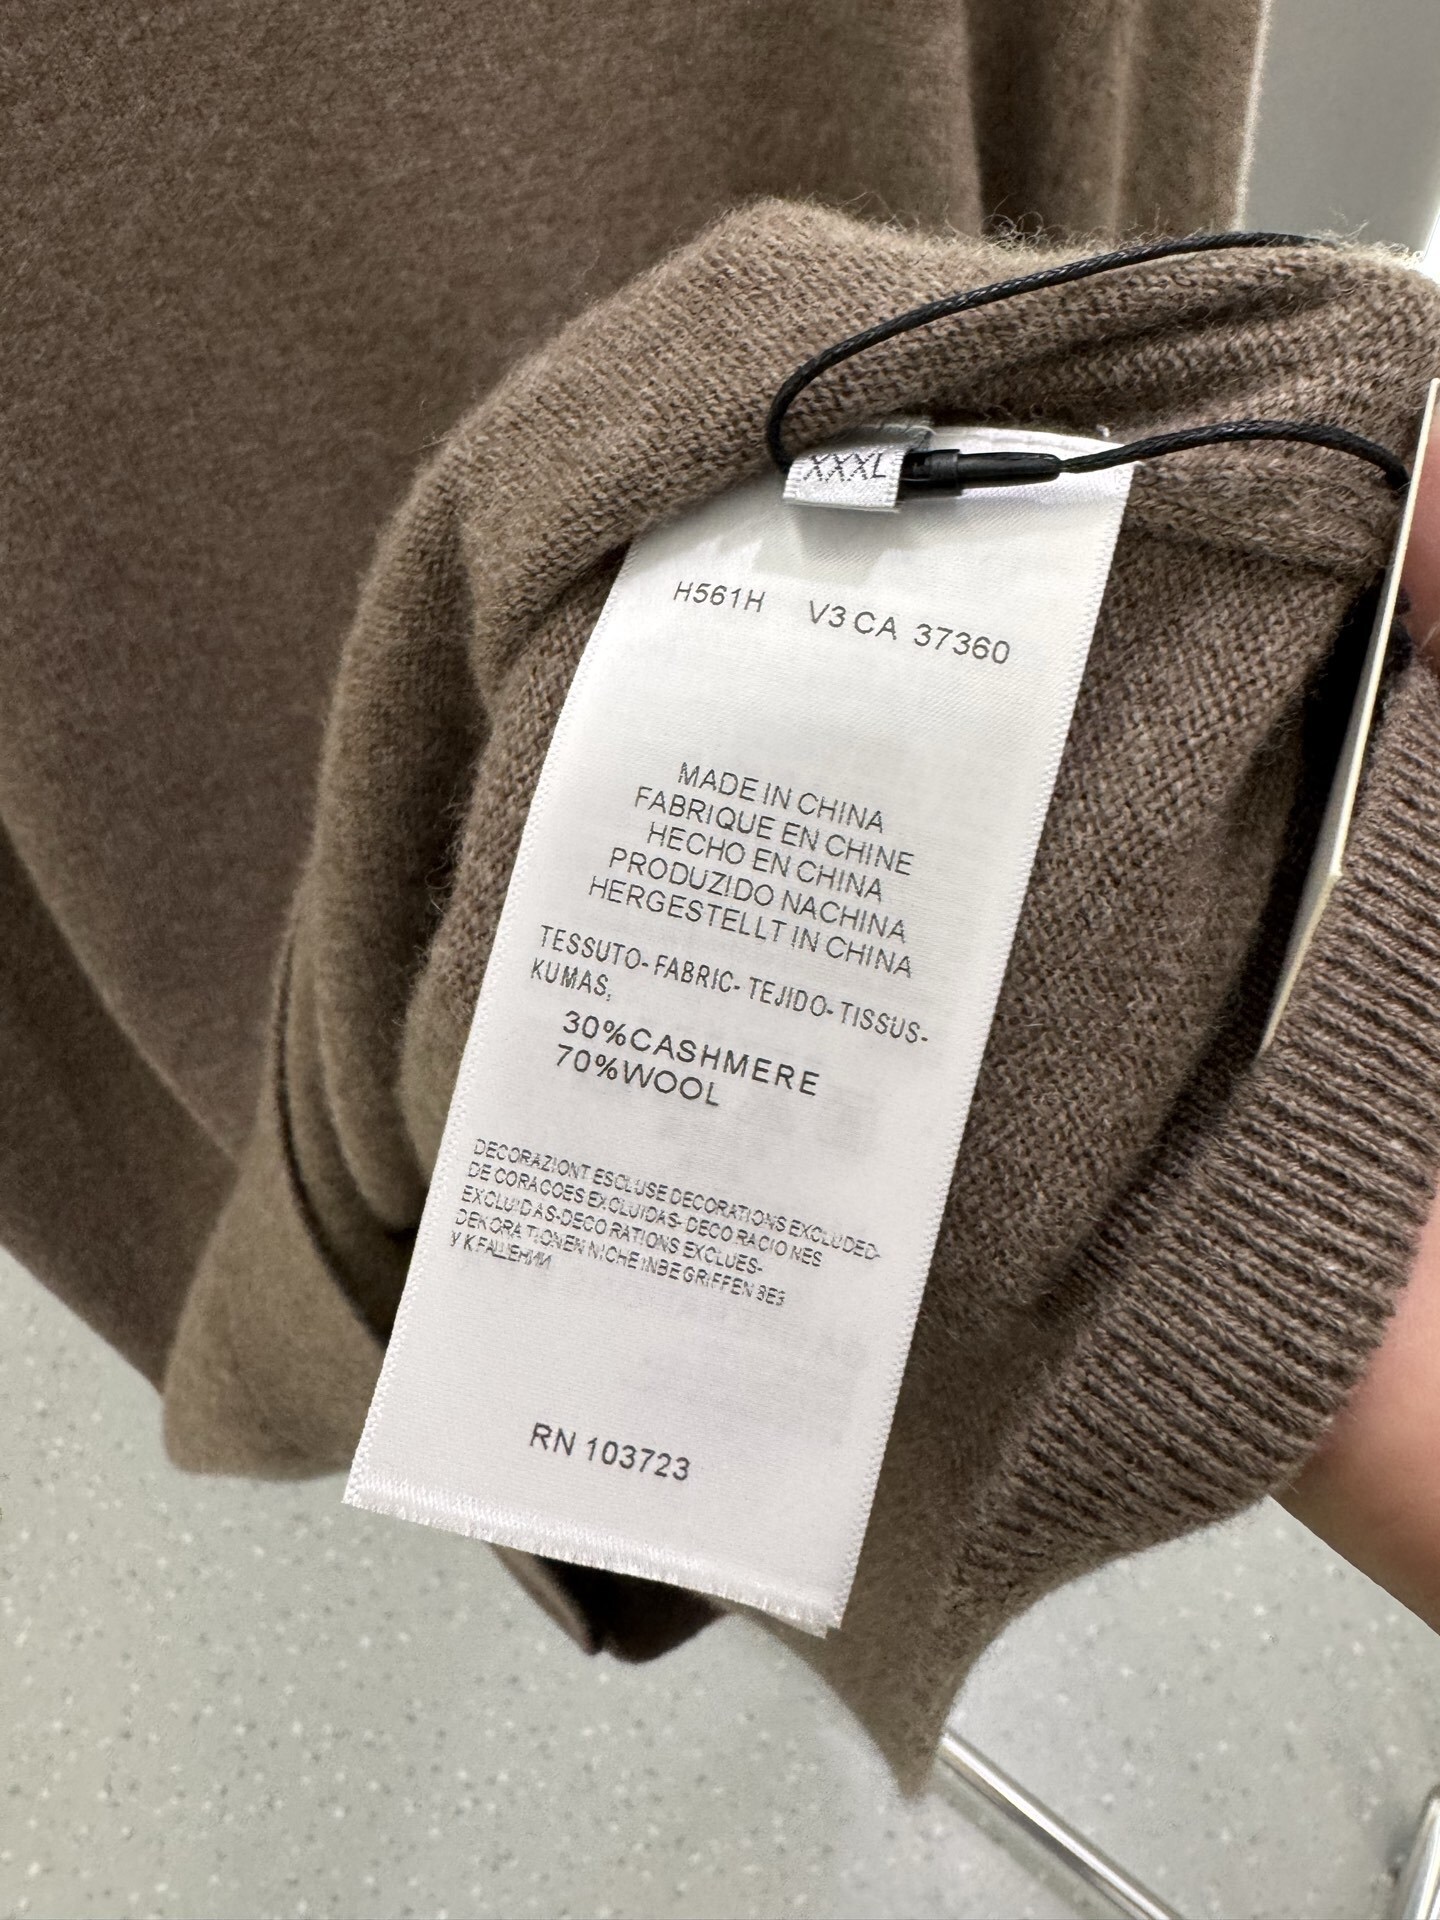 XXXL
H561H V3 CA 37360
MADE IN CHINA
FABRIQUE EN CHINE
HECHO EN CHINA
PRODUZIDO NACHINA
HERGESTELLT IN CHINA
TESSUTO- FABRIC- TEJIDO- TISSUS-
KUMAS,
30%CASHMERE
70%WOOL
DECORAZIONT ESCLUSE DECORATIONS EXCLUDED-
DE CORACOES EXCLUIDAS- DECO RACIO NES
EXCLUIDAS-DECO RATIONS EXCLUES-
DEKORA TIONEN NICHE INBE GRIFFEN BE3
У К ГАШЕНИИ
RN 103723